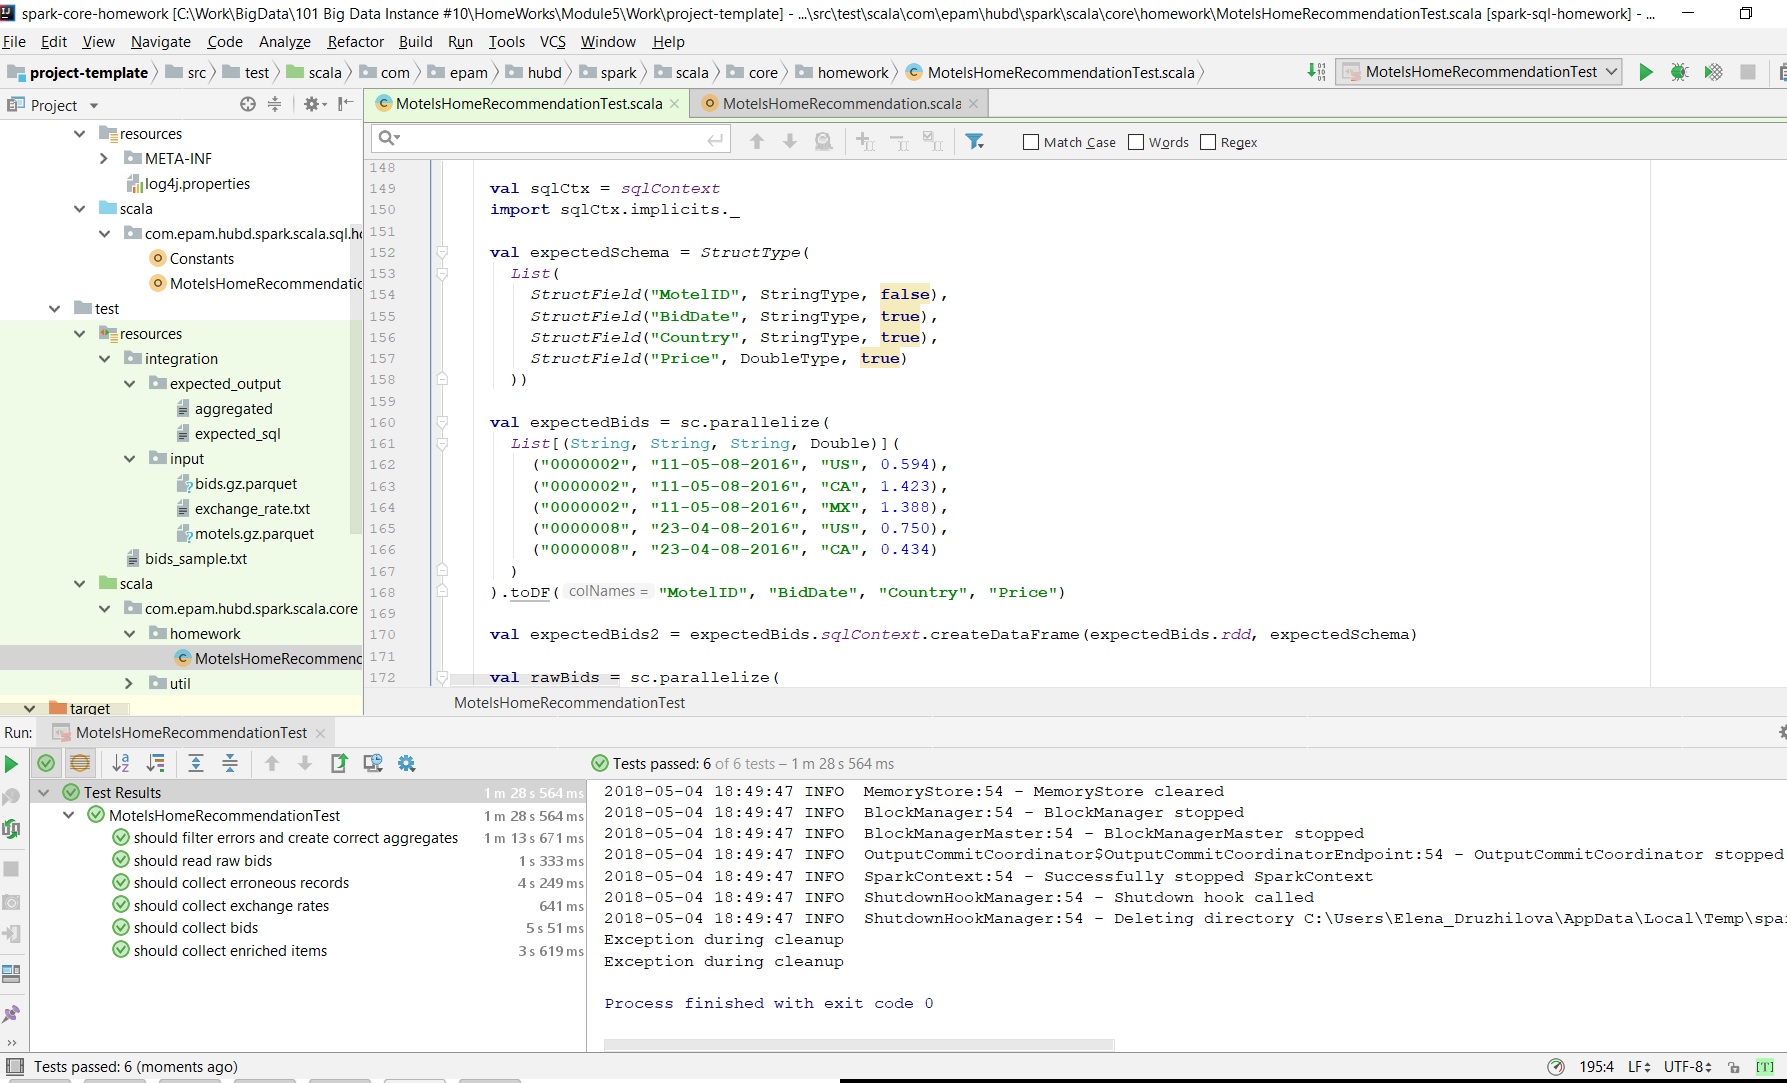 spark-core-homework [C:\Work\BigData\101 Big Data Instance #10\HomeWorks\Module5\Work\project-template] - ...\src\test\scala\com\epam\hubd\spark\scala\core\homework\MotelsHomeRecommendationTest.scala [spark-sql-homework] - ...
File Edit View Navigate Code Analyze Refactor Build Run Tools VCS Window Help
project-template src test scala com epam hubd spark scala core homework MotelsHomeRecommendationTest.scala MotelsHomeRecommendationTest
Project
MotelsHomeRecommendationTest.scala MotelsHomeRecommendation.scala
Match Case Words Regex
resources
META-INF
log4j.properties
scala
com.epam.hubd.spark.scala.sql.h
Constants
MotelsHomeRecommendatic
test
resources
integration
expected_output
aggregated
expected_sql
input
bids.gz.parquet
exchange_rate.txt
motels.gz.parquet
bids_sample.txt
scala
com.epam.hubd.spark.scala.core
homework
MotelsHomeRecommenc
util
target
148
149 val sqlCtx = sqlContext
150 import sqlCtx.implicits._
151
152 val expectedSchema = StructType(
153 List(
154 StructField("MotelID", StringType, false),
155 StructField("BidDate", StringType, true),
156 StructField("Country", StringType, true),
157 StructField("Price", DoubleType, true)
158 ))
159
160 val expectedBids = sc.parallelize(
161 List[(String, String, String, Double)](
162 ("0000002", "11-05-08-2016", "US", 0.594),
163 ("0000002", "11-05-08-2016", "CA", 1.423),
164 ("0000002", "11-05-08-2016", "MX", 1.388),
165 ("0000008", "23-04-08-2016", "US", 0.750),
166 ("0000008", "23-04-08-2016", "CA", 0.434)
167 )
168 ).toDF( colNames = "MotelID", "BidDate", "Country", "Price")
169
170 val expectedBids2 = expectedBids.sqlContext.createDataFrame(expectedBids.rdd, expectedSchema)
171
172 val rawBids = sc.parallelize(
MotelsHomeRecommendationTest
Run: MotelsHomeRecommendationTest
Tests passed: 6 of 6 tests – 1 m 28 s 564 ms
Test Results 1 m 28 s 564 ms
MotelsHomeRecommendationTest 1 m 28 s 564 ms
should filter errors and create correct aggregates 1 m 13 s 671 ms
should read raw bids 1 s 333 ms
should collect erroneous records 4 s 249 ms
should collect exchange rates 641 ms
should collect bids 5 s 51 ms
should collect enriched items 3 s 619 ms
2018-05-04 18:49:47 INFO MemoryStore:54 - MemoryStore cleared
2018-05-04 18:49:47 INFO BlockManager:54 - BlockManager stopped
2018-05-04 18:49:47 INFO BlockManagerMaster:54 - BlockManagerMaster stopped
2018-05-04 18:49:47 INFO OutputCommitCoordinator$OutputCommitCoordinatorEndpoint:54 - OutputCommitCoordinator stopped
2018-05-04 18:49:47 INFO SparkContext:54 - Successfully stopped SparkContext
2018-05-04 18:49:47 INFO ShutdownHookManager:54 - Shutdown hook called
2018-05-04 18:49:47 INFO ShutdownHookManager:54 - Deleting directory C:\Users\Elena_Druzhilova\AppData\Local\Temp\spa
Exception during cleanup
Exception during cleanup
Process finished with exit code 0
Tests passed: 6 (moments ago) 195:4 LF UTF-8 [T]